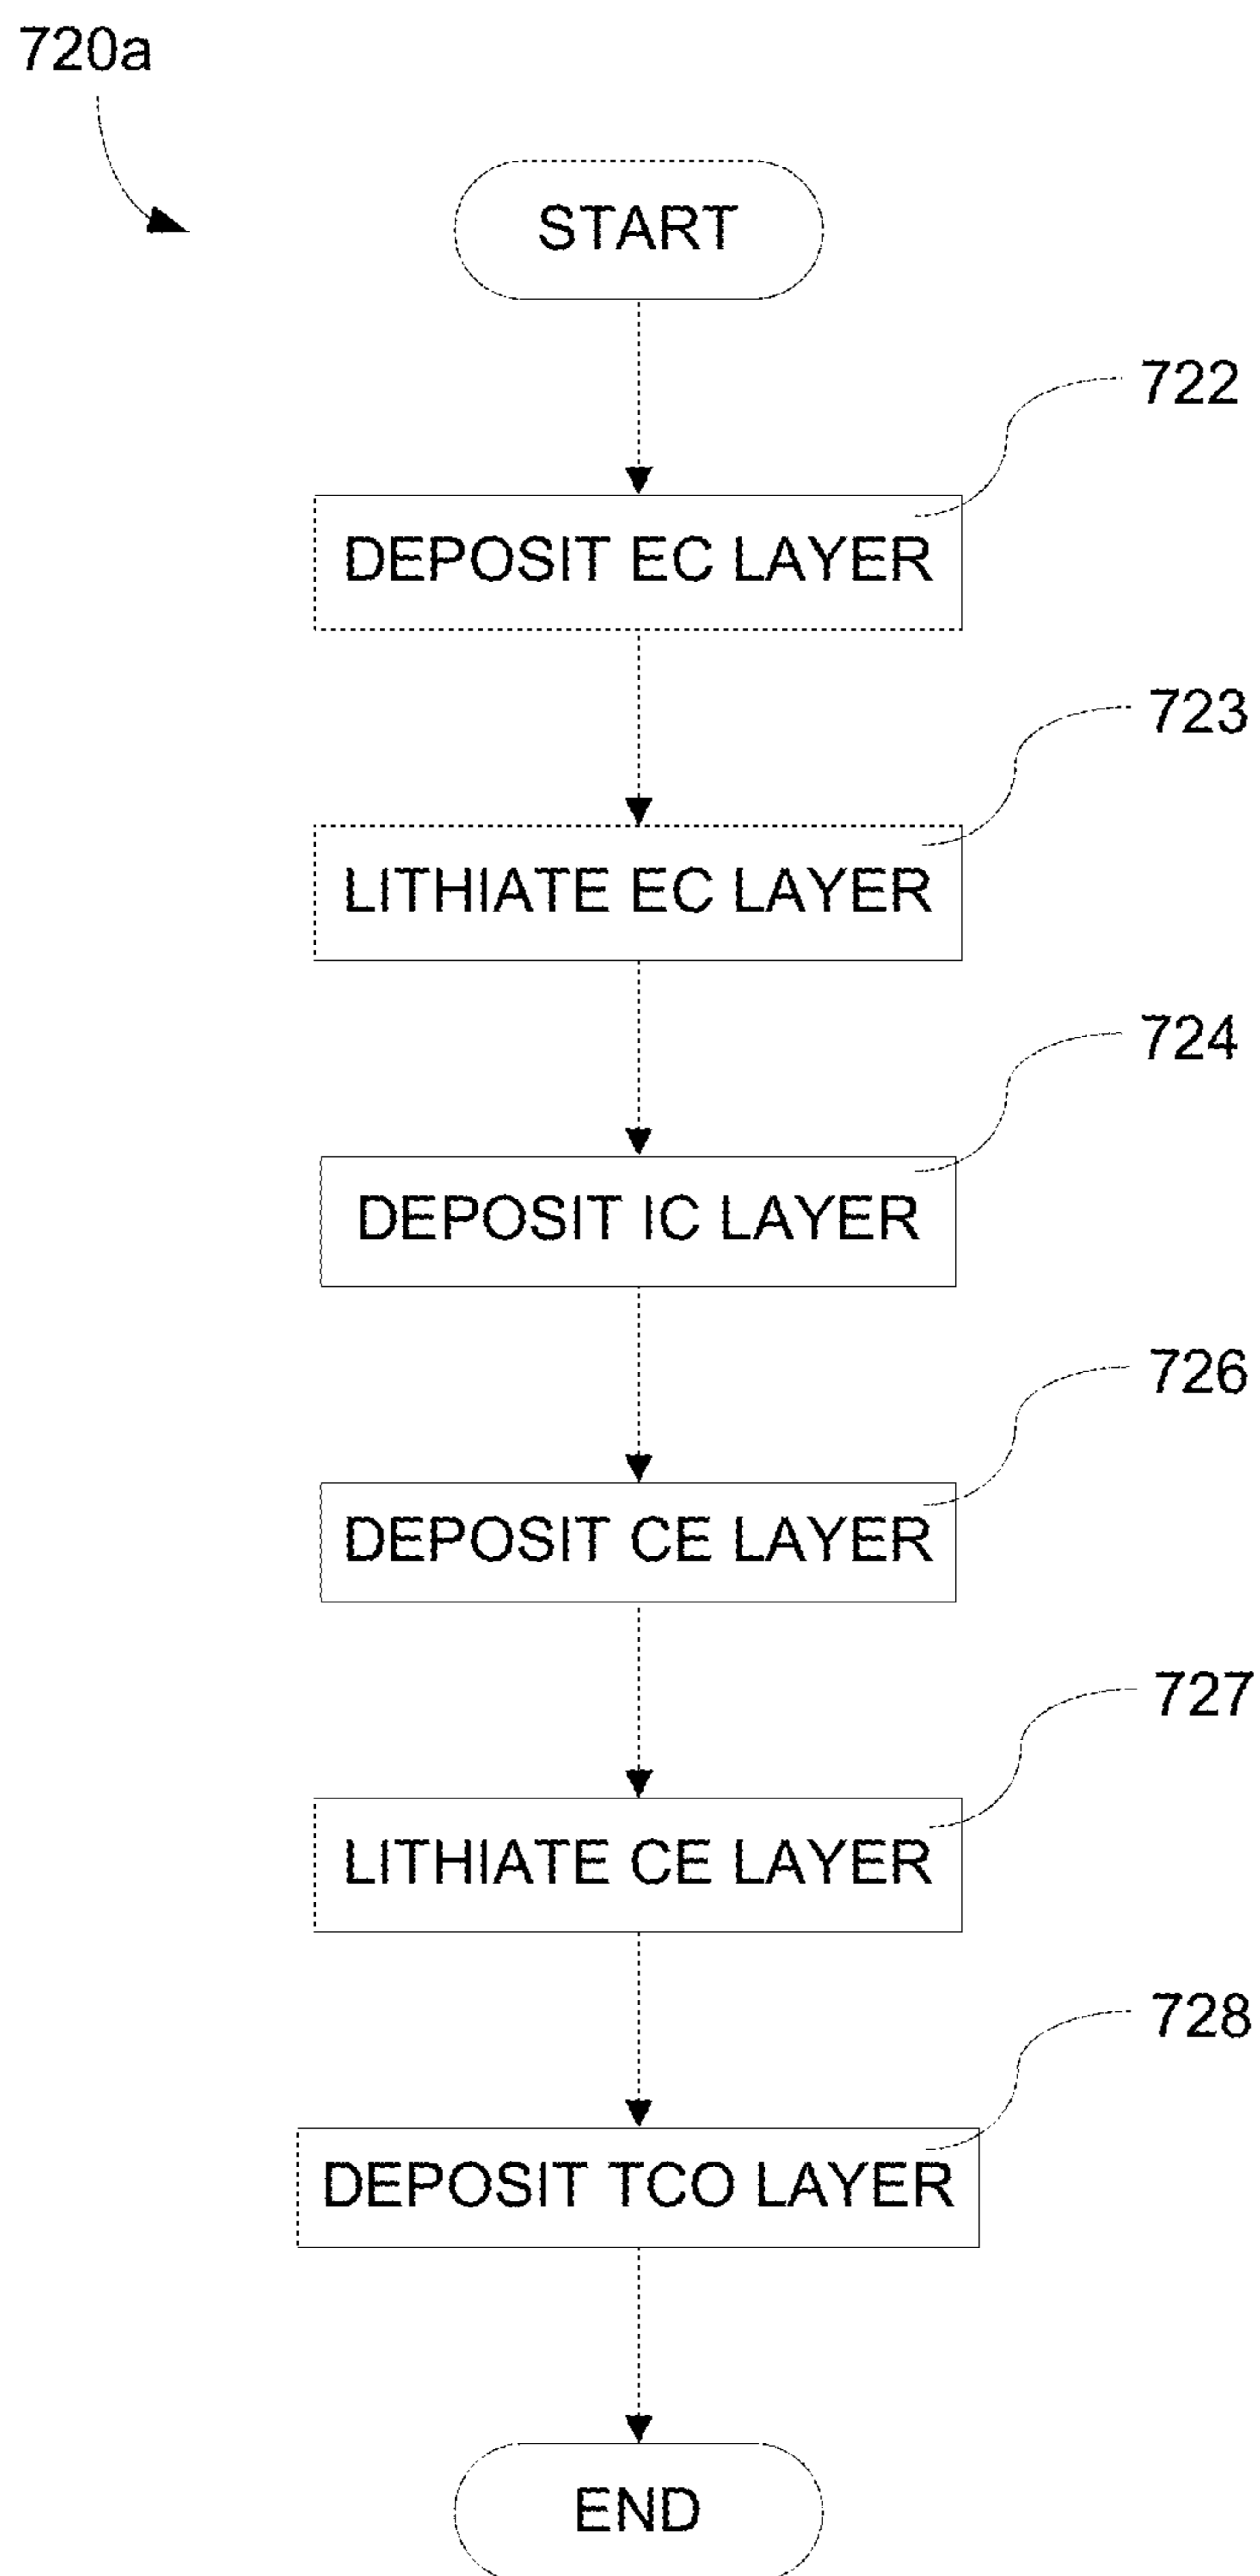 720a
START
722
DEPOSIT EC LAYER
723
LITHIATE EC LAYER
724
DEPOSIT IC LAYER
726
DEPOSIT CE LAYER
727
LITHIATE CE LAYER
728
DEPOSIT TCO LAYER
END